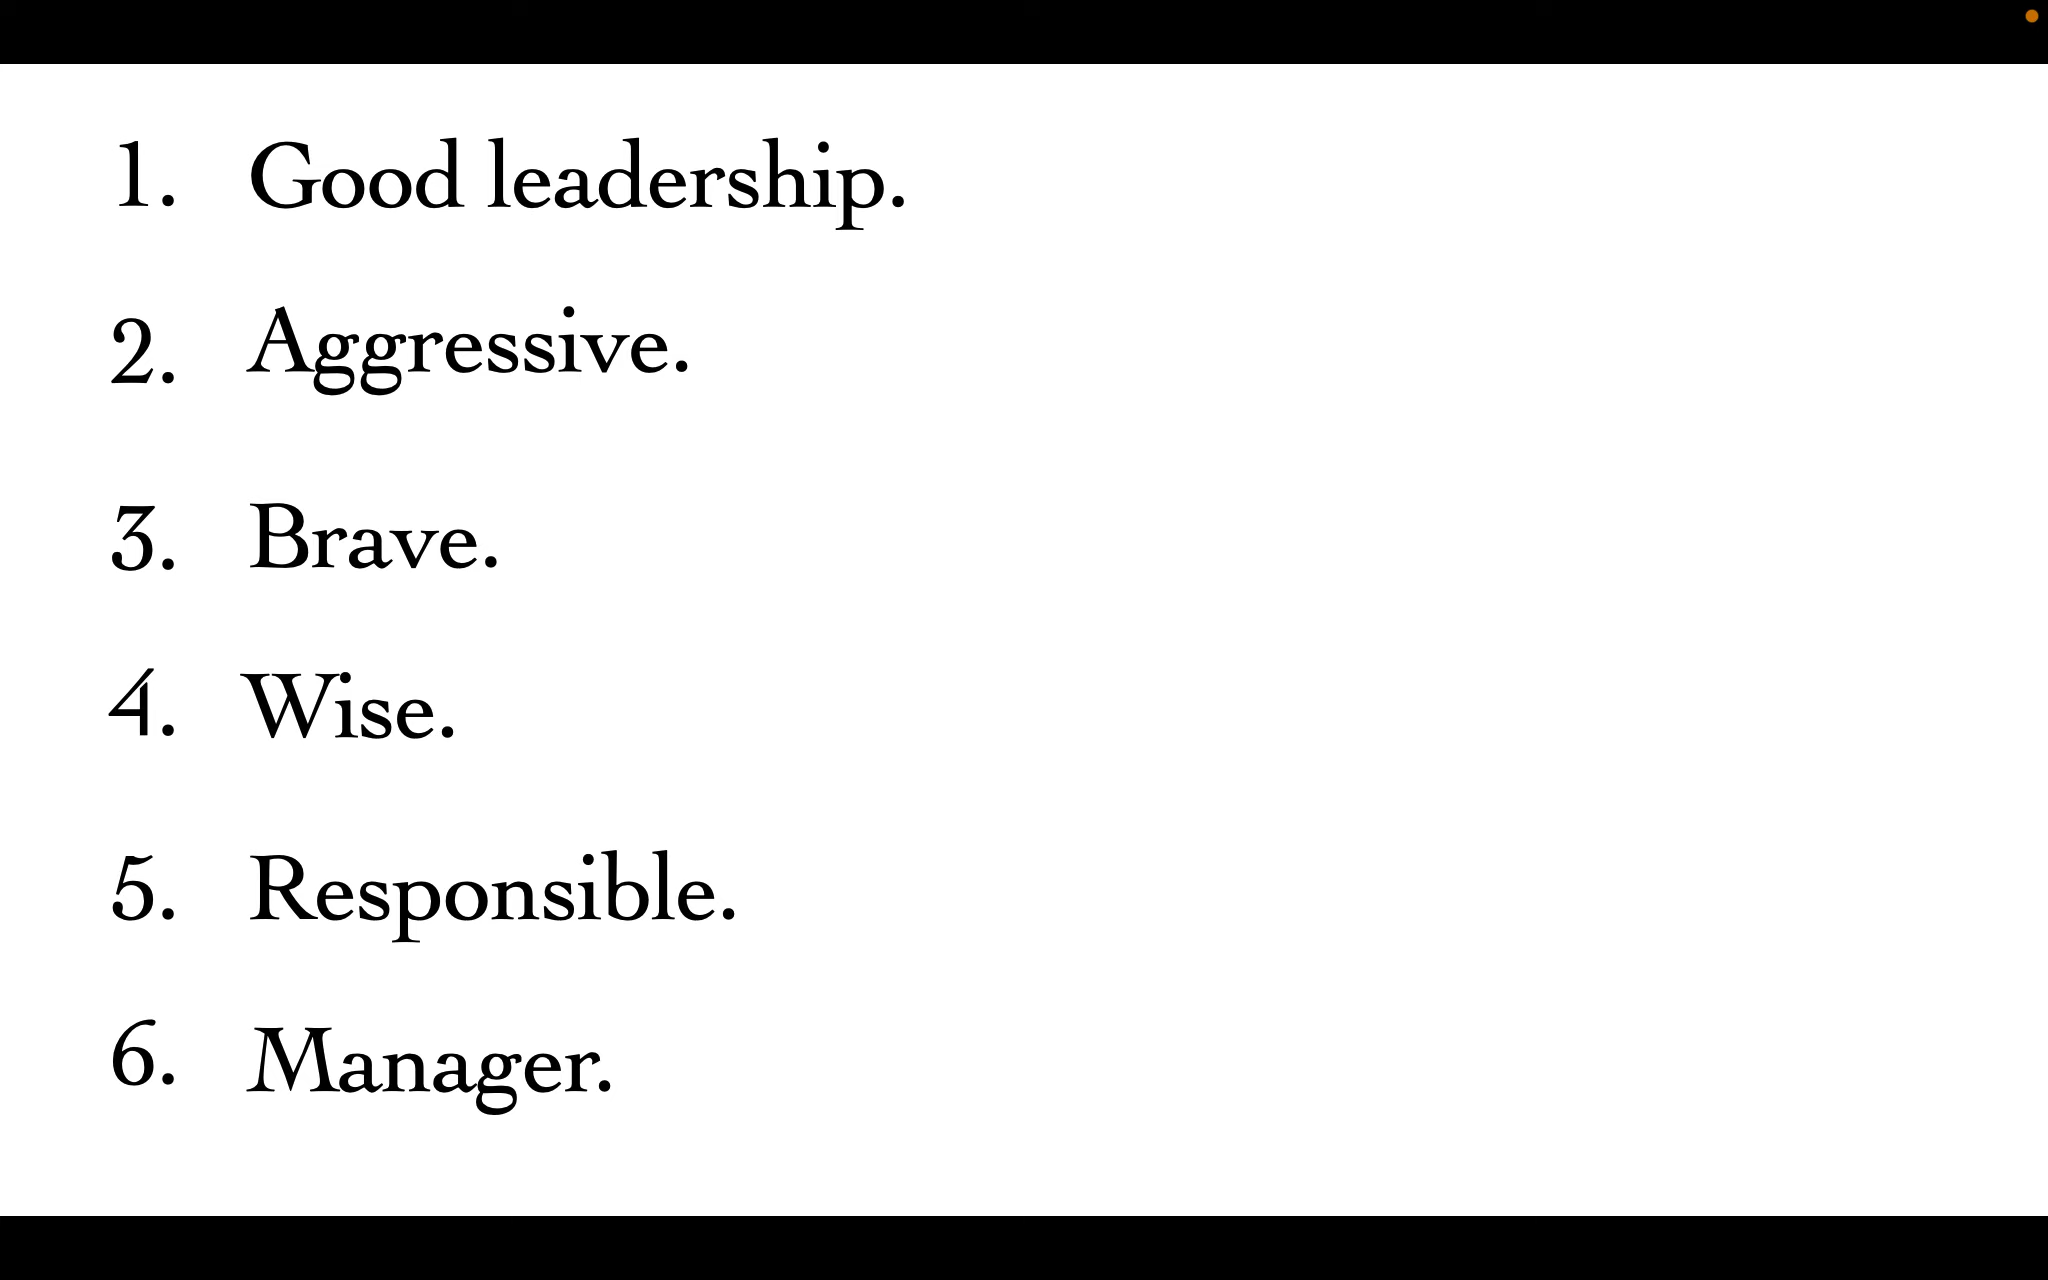 1. Good leadership.
2. Aggressive.
3. Brave.
4. Wise.
5. Responsible.
6. Manager.